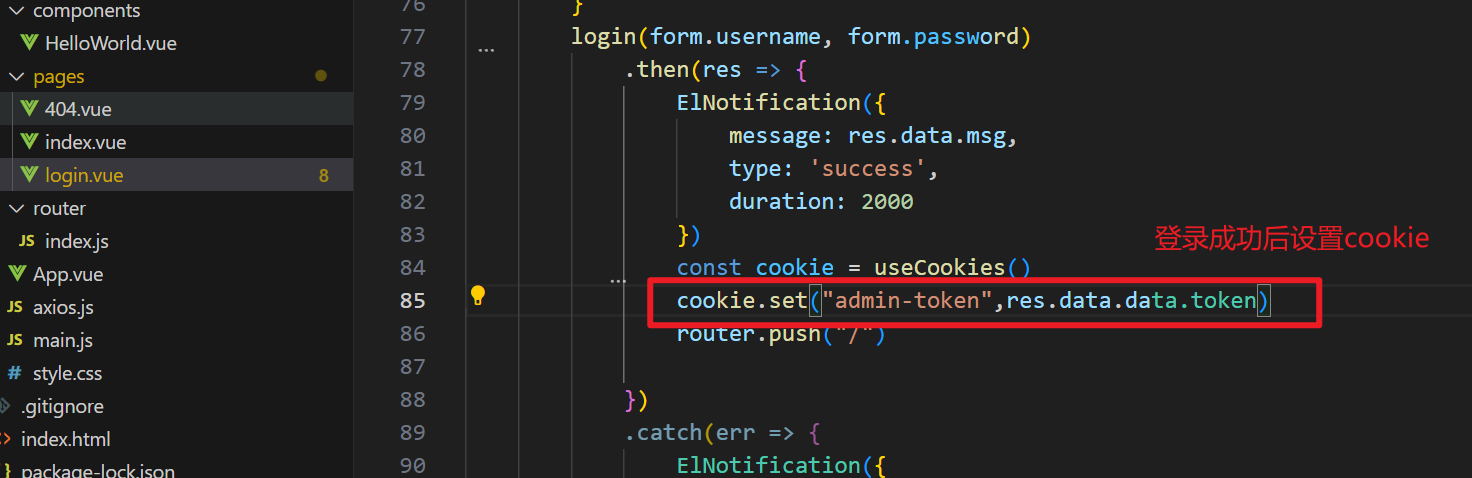 components
HelloWorld.vue
pages
404.vue
index.vue
login.vue 8
router
index.js
App.vue
axios.js
main.js
style.css
.gitignore
index.html
package-lock.json
76 }
77 login(form.username, form.password)
78 .then(res => {
79 ElNotification({
80 message: res.data.msg,
81 type: 'success',
82 duration: 2000
83 })
登录成功后设置cookie
84 const cookie = useCookies()
85 cookie.set("admin-token",res.data.data.token)
86 router.push("/")
87
88 })
89 .catch(err => {
90 ElNotification({